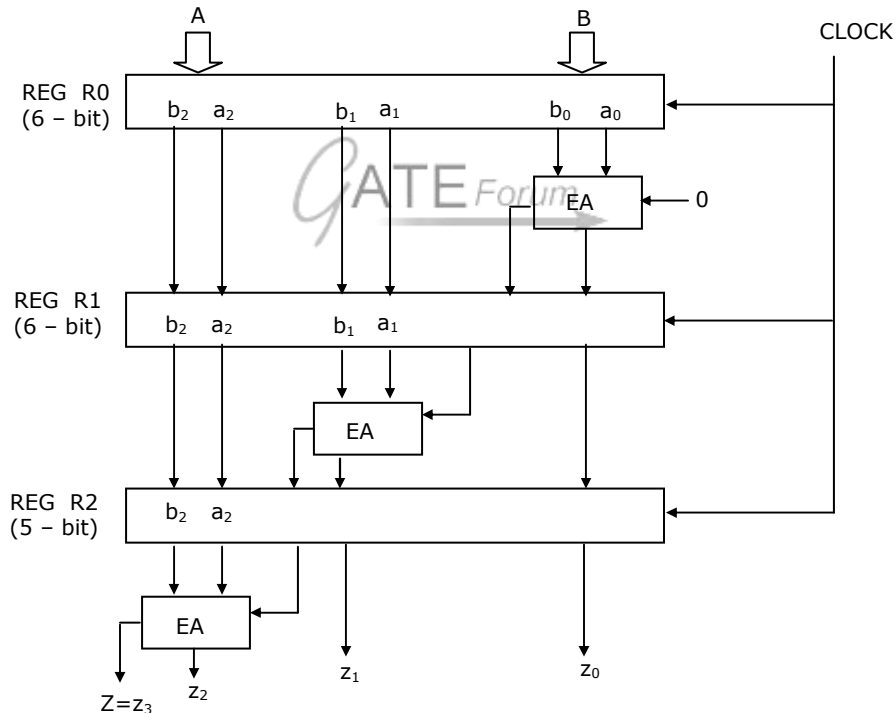 A B
CLOCK
REG R0
(6 – bit)
b₂ a₂ b₁ a₁ b₀ a₀
GATE Forum
EA 0
REG R1
(6 – bit)
b₂ a₂ b₁ a₁
EA
REG R2
(5 – bit)
b₂ a₂
EA
Z=z₃ z₂ z₁ z₀